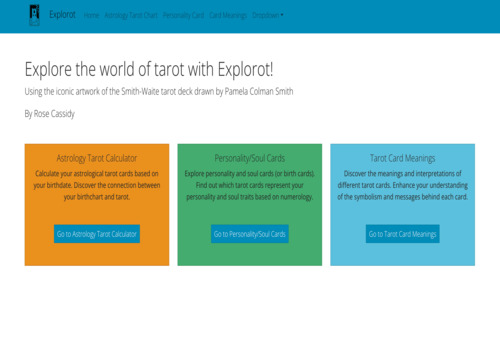 Explorot Home Astrology Tarot Chart Personality Card Card Meanings Dropdown
Explore the world of tarot with Explorot!
Using the iconic artwork of the Smith-Waite tarot deck drawn by Pamela Colman Smith
By Rose Cassidy
Astrology Tarot Calculator
Calculate your astrological tarot cards based on
your birthdate. Discover the connection between
your birthchart and tarot.
Go to Astrology Tarot Calculator
Personality/Soul Cards
Explore personality and soul cards (or birth cards).
Find out which tarot cards represent your
personality and soul traits based on numerology.
Go to Personality/Soul Cards
Tarot Card Meanings
Discover the meanings and interpretations of
different tarot cards. Enhance your understanding
of the symbolism and messages behind each card.
Go to Tarot Card Meanings